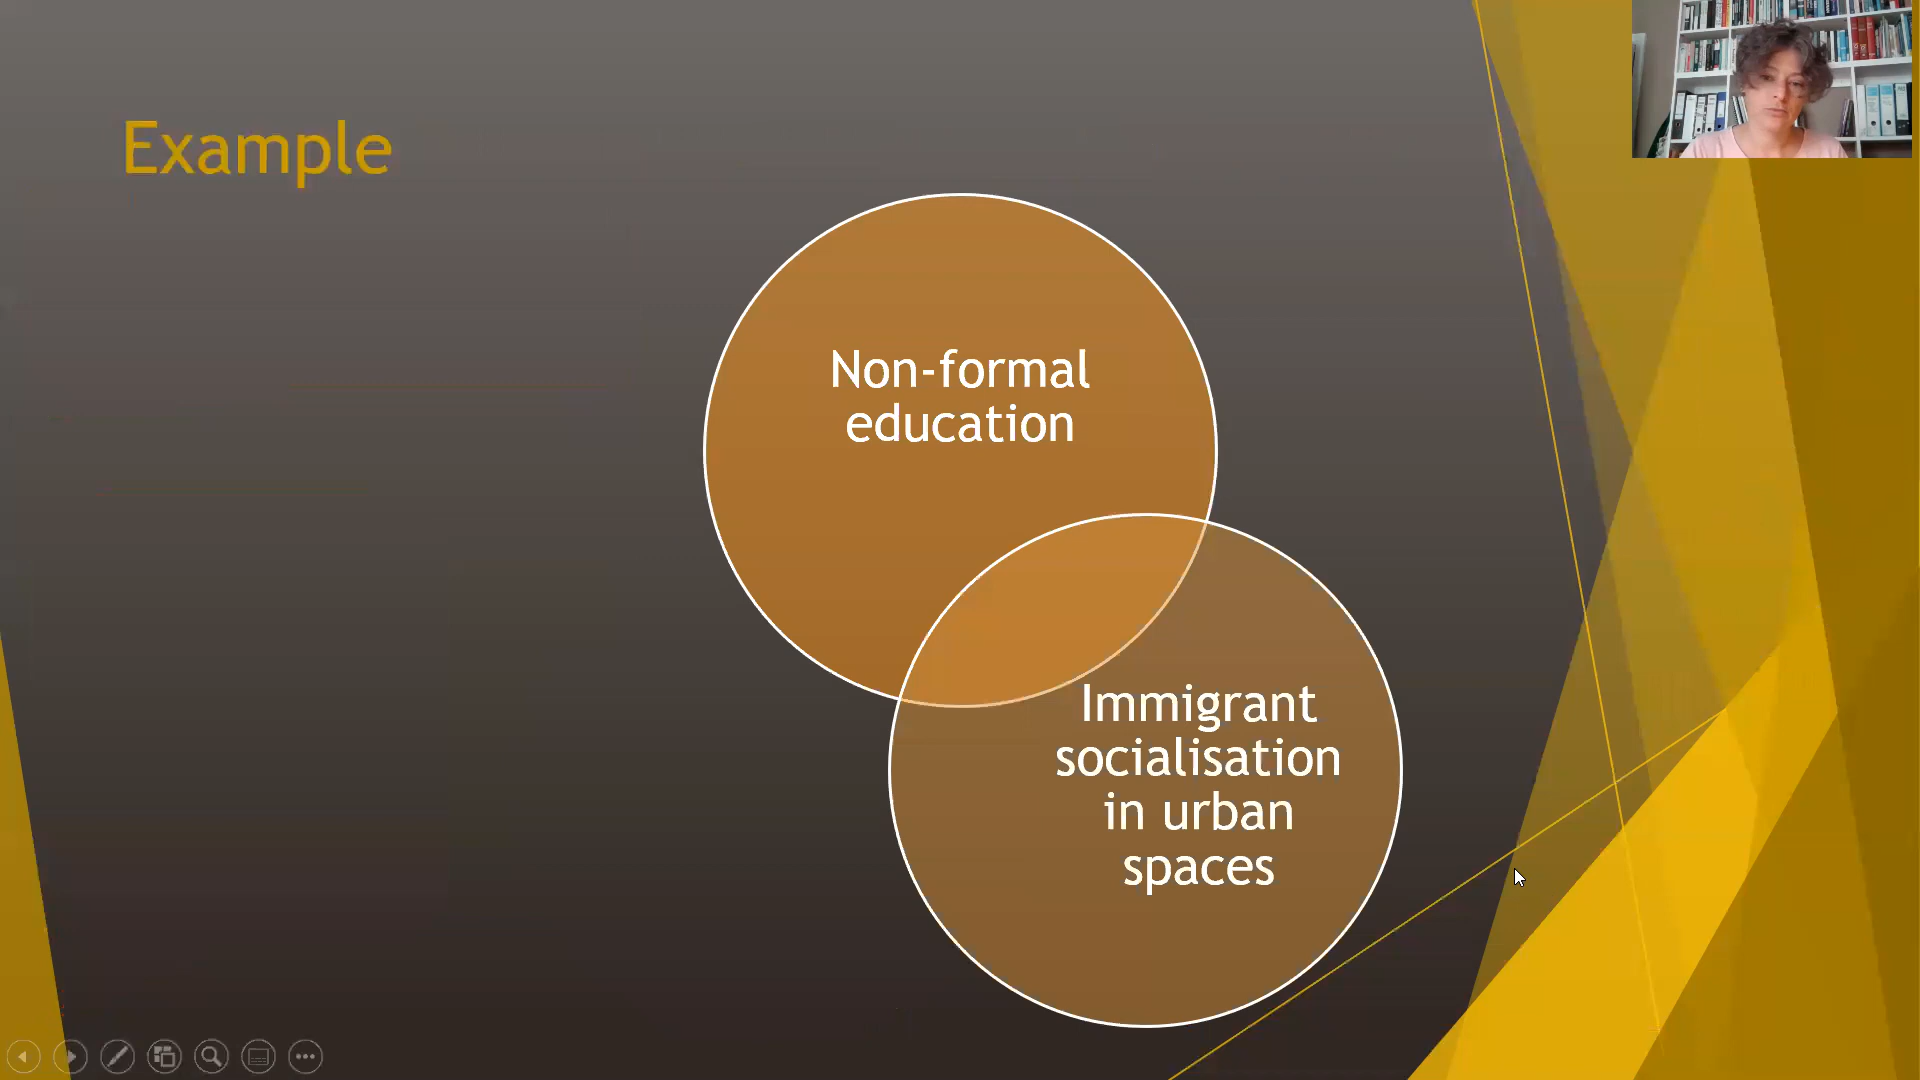 Example
Non-formal
education
Immigrant
socialisation
in urban
spaces